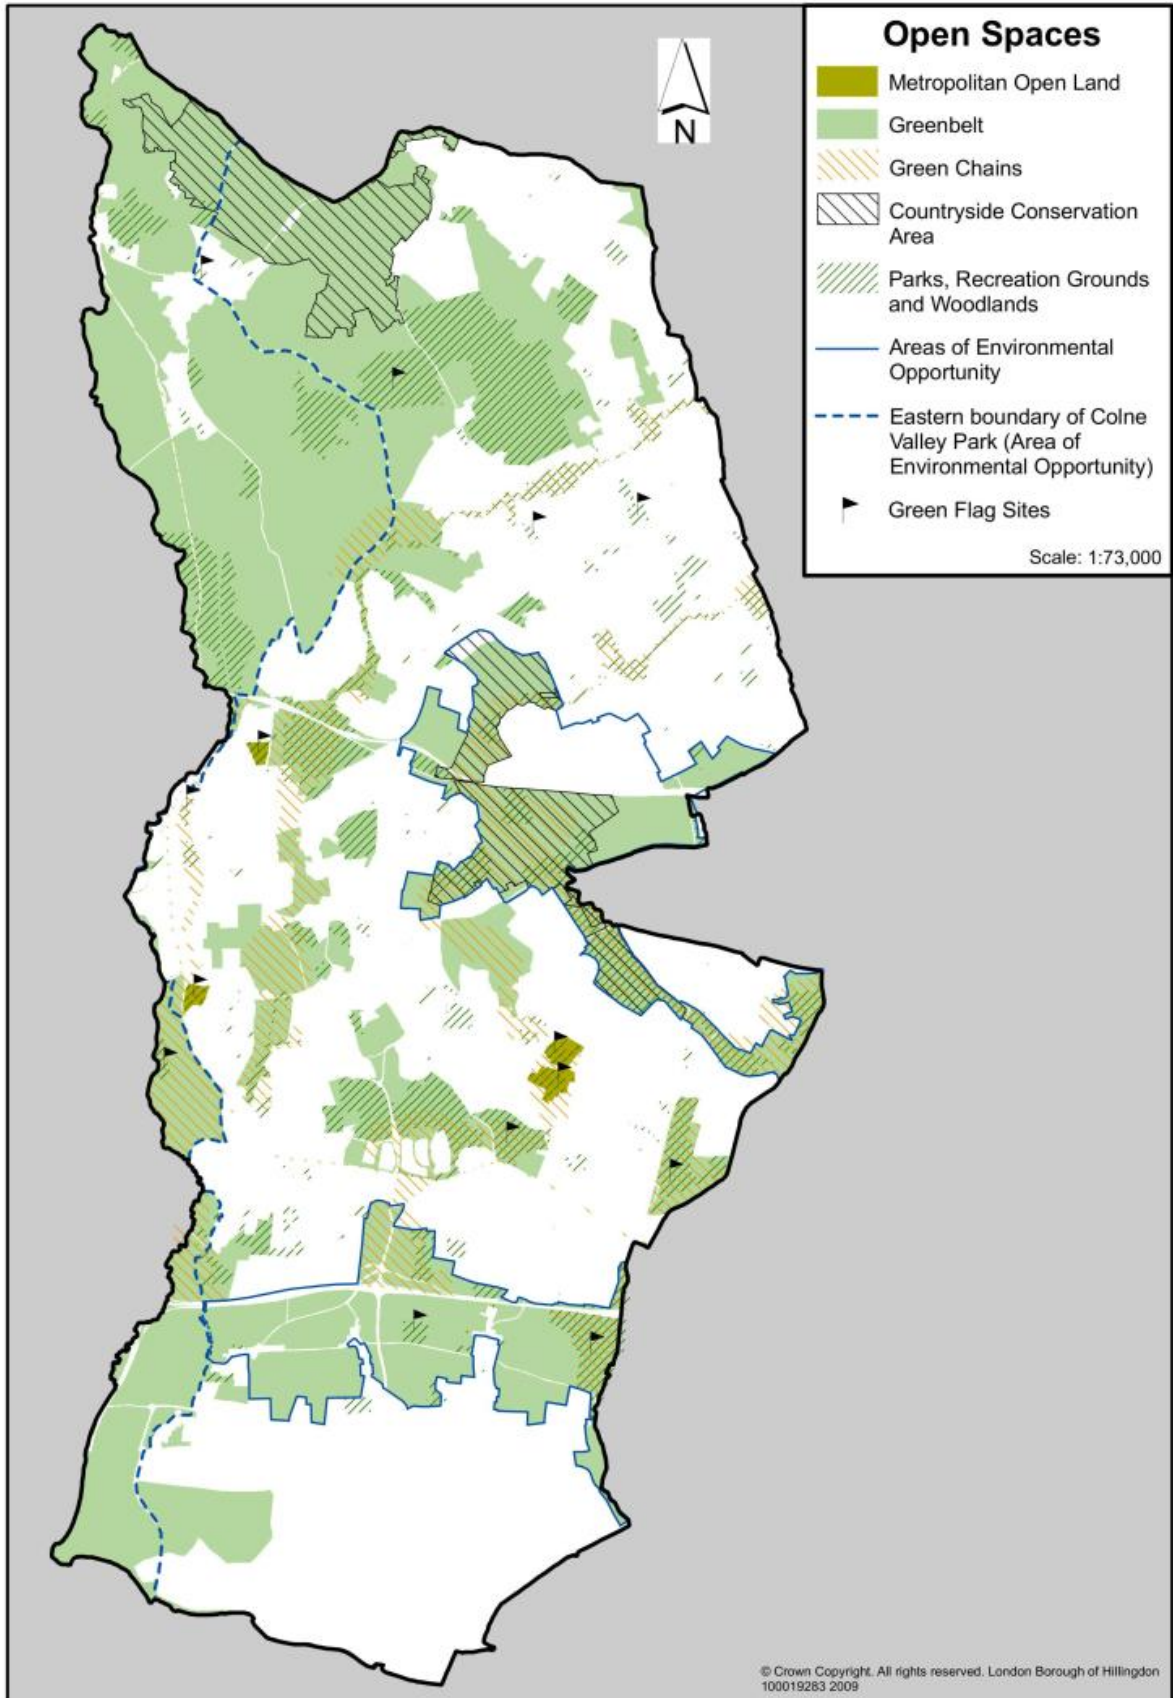 Open Spaces
Metropolitan Open Land
Greenbelt
Green Chains
Countryside Conservation
Area
Parks, Recreation Grounds
and Woodlands
Areas of Environmental
Opportunity
Eastern boundary of Colne
Valley Park (Area of
Environmental Opportunity)
Green Flag Sites
Scale: 1:73,000
N
© Crown Copyright. All rights reserved. London Borough of Hillingdon
100019283 2009